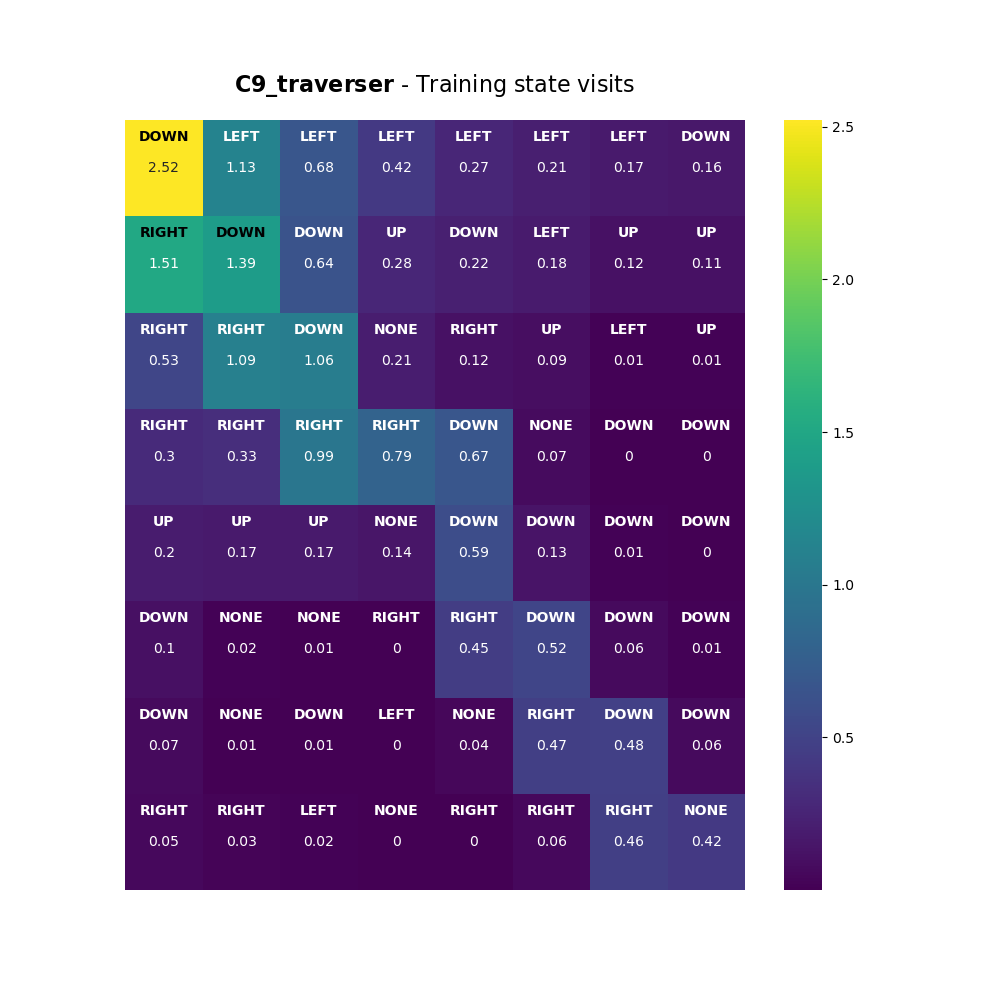 C9_traverser - Training state visits
DOWN LEFT LEFT LEFT LEFT LEFT LEFT DOWN
2.52 1.13 0.68 0.42 0.27 0.21 0.17 0.16
RIGHT DOWN DOWN UP DOWN LEFT UP UP
1.51 1.39 0.64 0.28 0.22 0.18 0.12 0.11
RIGHT RIGHT DOWN NONE RIGHT UP LEFT UP
0.53 1.09 1.06 0.21 0.12 0.09 0.01 0.01
RIGHT RIGHT RIGHT RIGHT DOWN NONE DOWN DOWN
0.3 0.33 0.99 0.79 0.67 0.07 0 0
UP UP UP NONE DOWN DOWN DOWN DOWN
0.2 0.17 0.17 0.14 0.59 0.13 0.01 0
DOWN NONE NONE RIGHT RIGHT DOWN DOWN DOWN
0.1 0.02 0.01 0 0.45 0.52 0.06 0.01
DOWN NONE DOWN LEFT NONE RIGHT DOWN DOWN
0.07 0.01 0.01 0 0.04 0.47 0.48 0.06
RIGHT RIGHT LEFT NONE RIGHT RIGHT RIGHT NONE
0.05 0.03 0.02 0 0 0.06 0.46 0.42
2.5
2.0
1.5
1.0
0.5